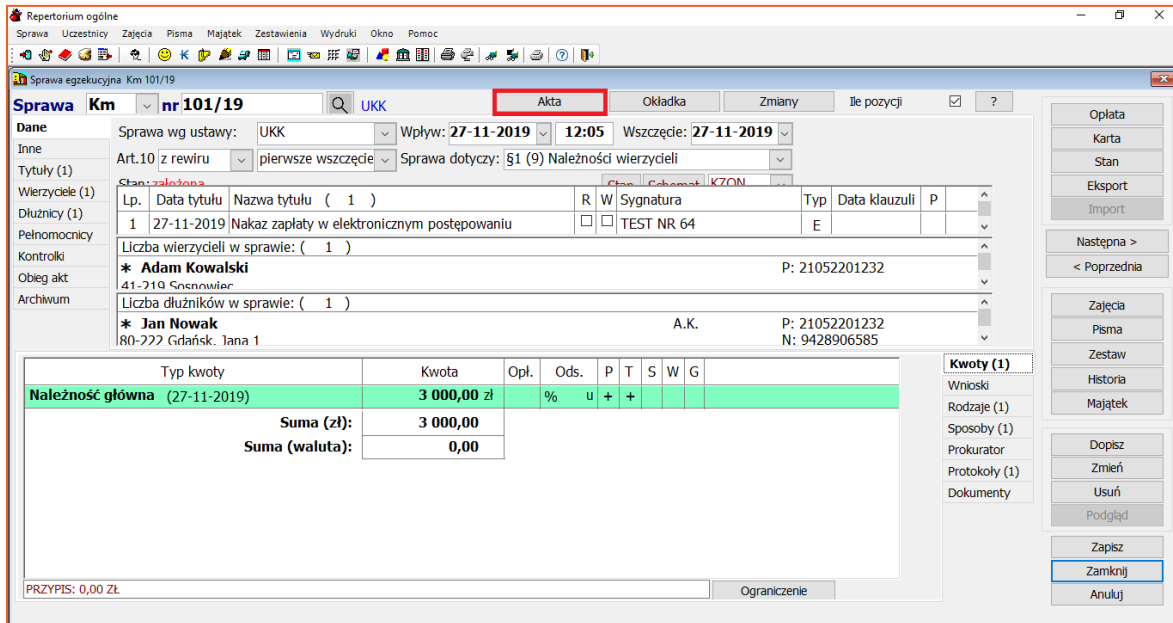 Repertorium ogólne
Sprawa Uczestnicy Zajęcia Pisma Majątek Zestawienia Wydruki Okno Pomoc
Sprawa egzekucyjna Km 101/19
Sprawa Km nr 101/19 UKK Akta Okładka Zmiany Ile pozycji ?
Dane
Inne
Tytuły (1)
Wierzyciele (1)
Dłużnicy (1)
Pełnomocnicy
Kontrolki
Obieg akt
Archiwum
Sprawa wg ustawy: UKK Wpływ: 27-11-2019 12:05 Wszczęcie: 27-11-2019
Art.10 z rewiru pierwsze wszczęcie Sprawa dotyczy: §1 (9) Należności wierzycieli
Stan: założona Stan Schemat KZON
Lp. Data tytułu Nazwa tytułu ( 1 ) R W Sygnatura Typ Data klauzuli P
1 27-11-2019 Nakaz zapłaty w elektronicznym postępowaniu TEST NR 64 E
Liczba wierzycieli w sprawie: ( 1 )
* Adam Kowalski P: 21052201232
41-219 Sosnowiec
Liczba dłużników w sprawie: ( 1 )
* Jan Nowak A.K. P: 21052201232
80-222 Gdańsk, Jana 1 N: 9428906585
Typ kwoty Kwota Opł. Ods. P T S W G
Należność główna (27-11-2019) 3 000,00 zł % u + +
Suma (zł): 3 000,00
Suma (waluta): 0,00
PRZYPIS: 0,00 ZŁ Ograniczenie
Kwoty (1)
Wnioski
Rodzaje (1)
Sposoby (1)
Prokurator
Protokoły (1)
Dokumenty
Opłata
Karta
Stan
Eksport
Import
Następna >
< Poprzednia
Zajęcia
Pisma
Zestaw
Historia
Majątek
Dopisz
Zmień
Usuń
Podgląd
Zapisz
Zamknij
Anuluj